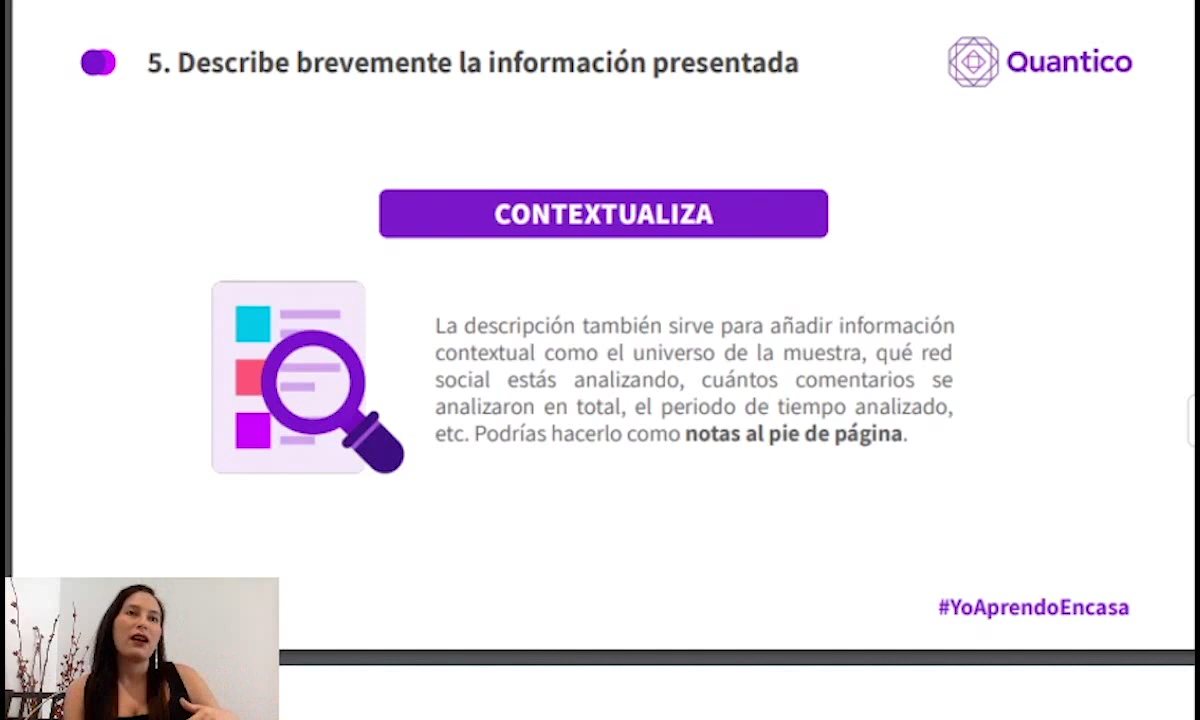 5. Describe brevemente la información presentada
Quantico
CONTEXTUALIZA
La descripción también sirve para añadir información
contextual como el universo de la muestra, qué red
social estás analizando, cuántos comentarios se
analizaron en total, el periodo de tiempo analizado,
etc. Podrías hacerlo como notas al pie de página.
#YoAprendoEncasa